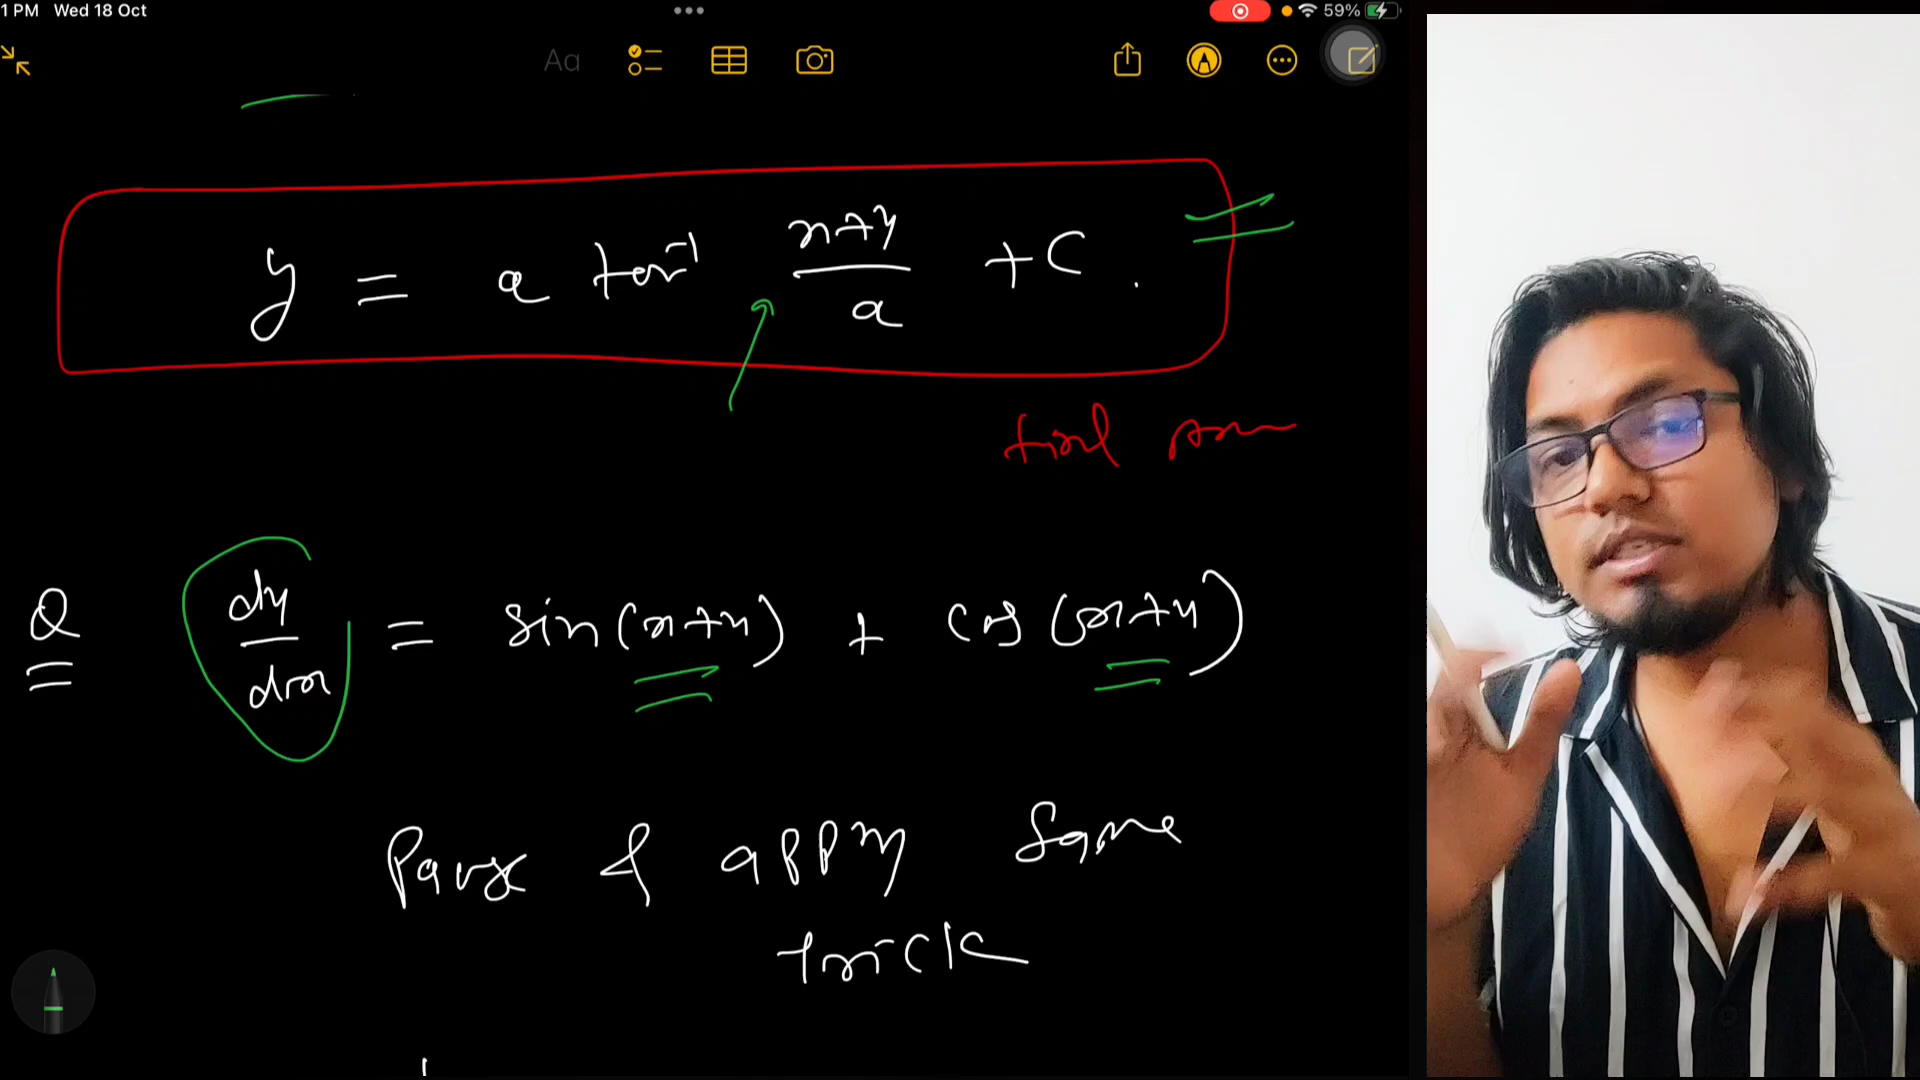 1 PM Wed 18 Oct
59%
Aa
y = a tan⁻¹ (x+y)/a + C .
final Ans
Q dy/dx = sin(x+y) + cos(x+y)
Pause & apply same
trick